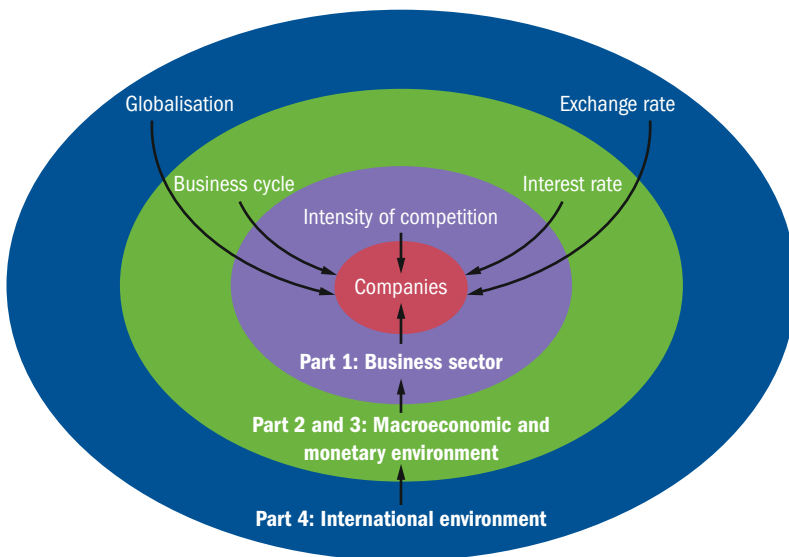 Globalisation
Exchange rate
Business cycle
Interest rate
Intensity of competition
Companies
Part 1: Business sector
Part 2 and 3: Macroeconomic and
monetary environment
Part 4: International environment